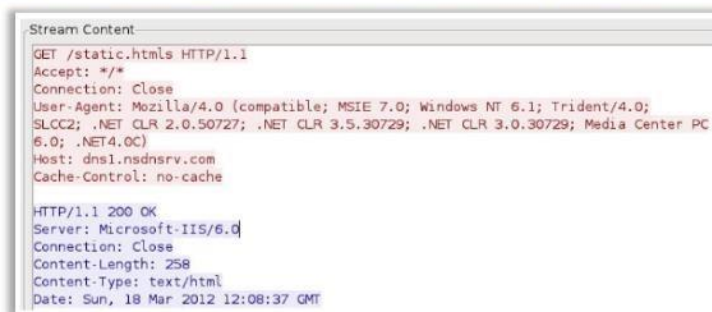 Stream Content
GET /static.htmls HTTP/1.1
Accept: */*
Connection: Close
User-Agent: Mozilla/4.0 (compatible; MSIE 7.0; Windows NT 6.1; Trident/4.0;
SLCC2; .NET CLR 2.0.50727; .NET CLR 3.5.30729; .NET CLR 3.0.30729; Media Center PC
6.0; .NET4.0C)
Host: dns1.nsdnsrv.com
Cache-Control: no-cache
HTTP/1.1 200 OK
Server: Microsoft-IIS/6.0
Connection: Close
Content-Length: 258
Content-Type: text/html
Date: Sun, 18 Mar 2012 12:08:37 GMT